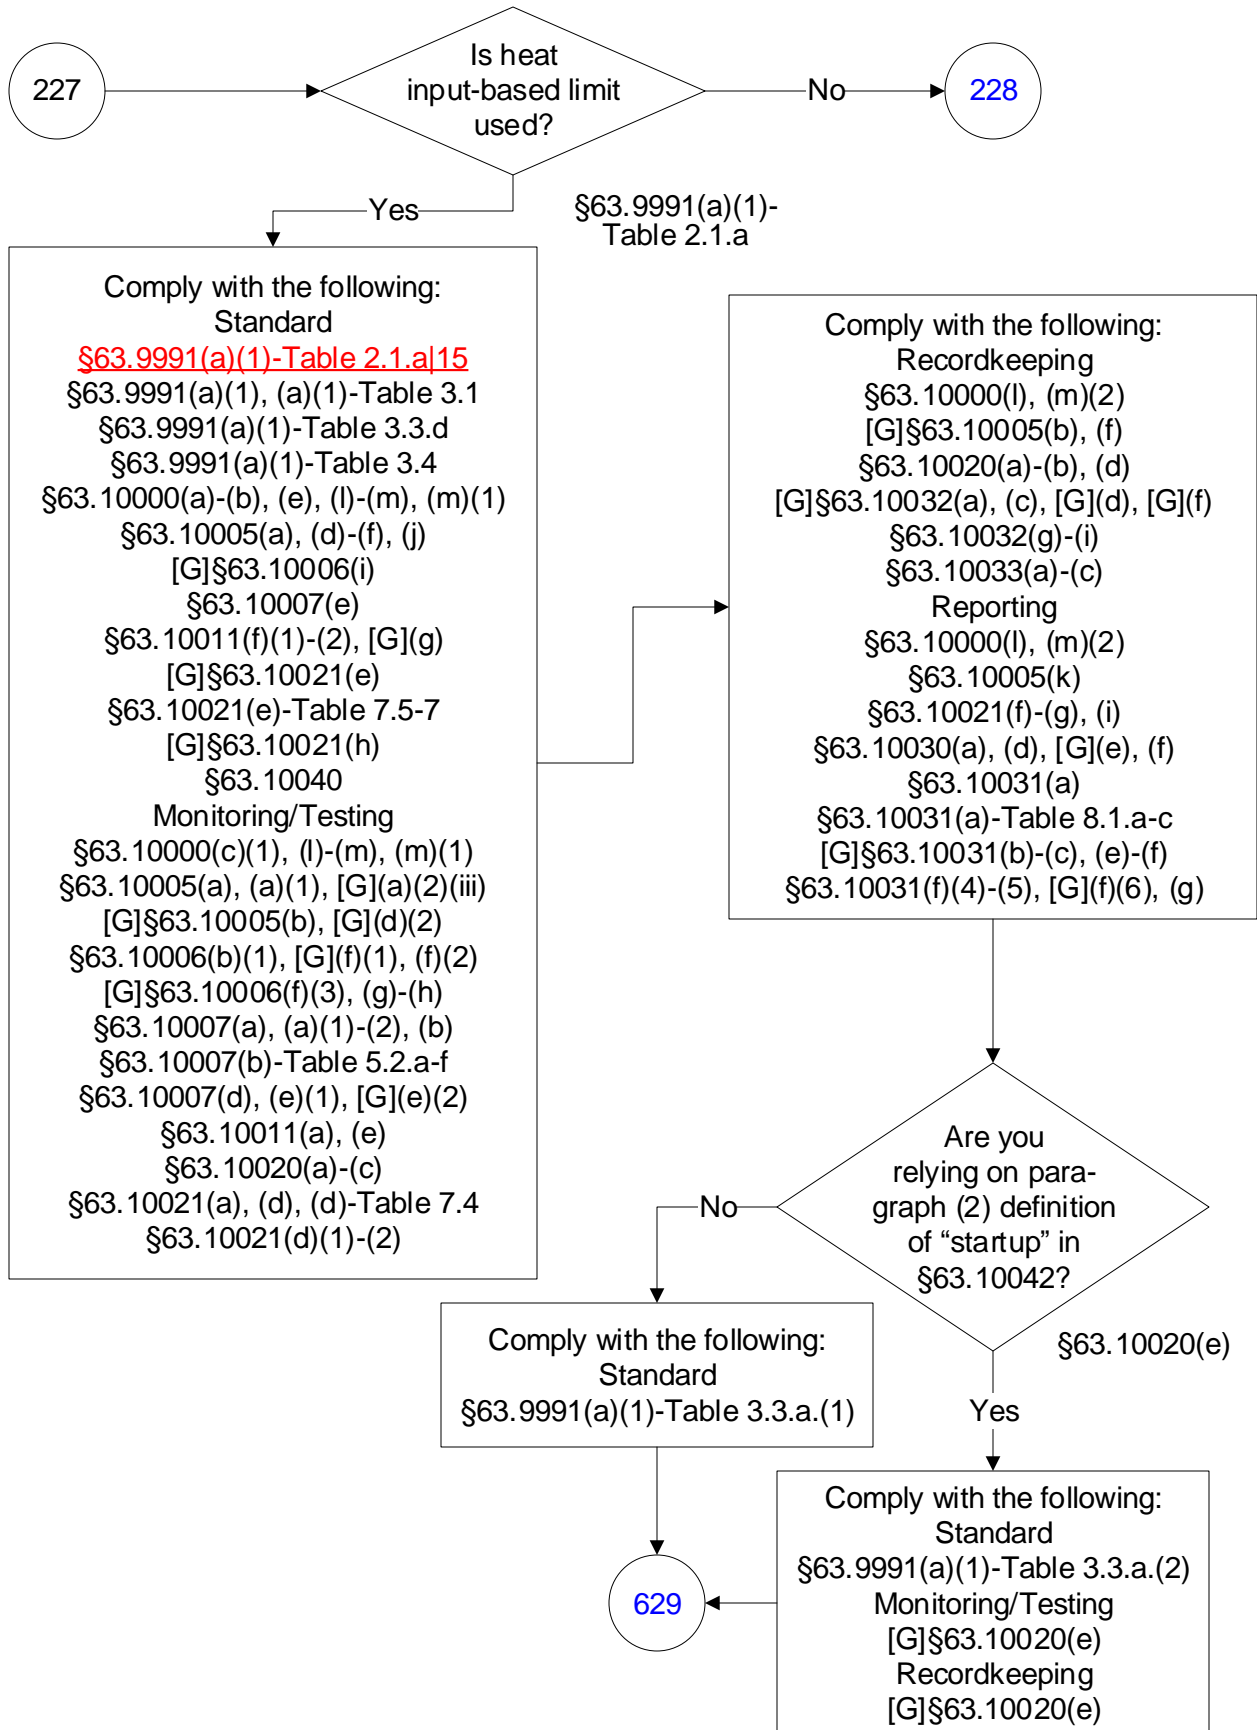 227
Is heat
input-based limit
used?
No
228
Yes
§63.9991(a)(1)-
Table 2.1.a
Comply with the following:
Standard
§63.9991(a)(1)-Table 2.1.a|15
§63.9991(a)(1), (a)(1)-Table 3.1
§63.9991(a)(1)-Table 3.3.d
§63.9991(a)(1)-Table 3.4
§63.10000(a)-(b), (e), (l)-(m), (m)(1)
§63.10005(a), (d)-(f), (j)
[G]§63.10006(i)
§63.10007(e)
§63.10011(f)(1)-(2), [G](g)
[G]§63.10021(e)
§63.10021(e)-Table 7.5-7
[G]§63.10021(h)
§63.10040
Monitoring/Testing
§63.10000(c)(1), (l)-(m), (m)(1)
§63.10005(a), (a)(1), [G](a)(2)(iii)
[G]§63.10005(b), [G](d)(2)
§63.10006(b)(1), [G](f)(1), (f)(2)
[G]§63.10006(f)(3), (g)-(h)
§63.10007(a), (a)(1)-(2), (b)
§63.10007(b)-Table 5.2.a-f
§63.10007(d), (e)(1), [G](e)(2)
§63.10011(a), (e)
§63.10020(a)-(c)
§63.10021(a), (d), (d)-Table 7.4
§63.10021(d)(1)-(2)
Comply with the following:
Recordkeeping
§63.10000(l), (m)(2)
[G]§63.10005(b), (f)
§63.10020(a)-(b), (d)
[G]§63.10032(a), (c), [G](d), [G](f)
§63.10032(g)-(i)
§63.10033(a)-(c)
Reporting
§63.10000(l), (m)(2)
§63.10005(k)
§63.10021(f)-(g), (i)
§63.10030(a), (d), [G](e), (f)
§63.10031(a)
§63.10031(a)-Table 8.1.a-c
[G]§63.10031(b)-(c), (e)-(f)
§63.10031(f)(4)-(5), [G](f)(6), (g)
Are you
relying on para-
graph (2) definition
of “startup” in
§63.10042?
§63.10020(e)
No
Yes
Comply with the following:
Standard
§63.9991(a)(1)-Table 3.3.a.(1)
Comply with the following:
Standard
§63.9991(a)(1)-Table 3.3.a.(2)
Monitoring/Testing
[G]§63.10020(e)
Recordkeeping
[G]§63.10020(e)
629